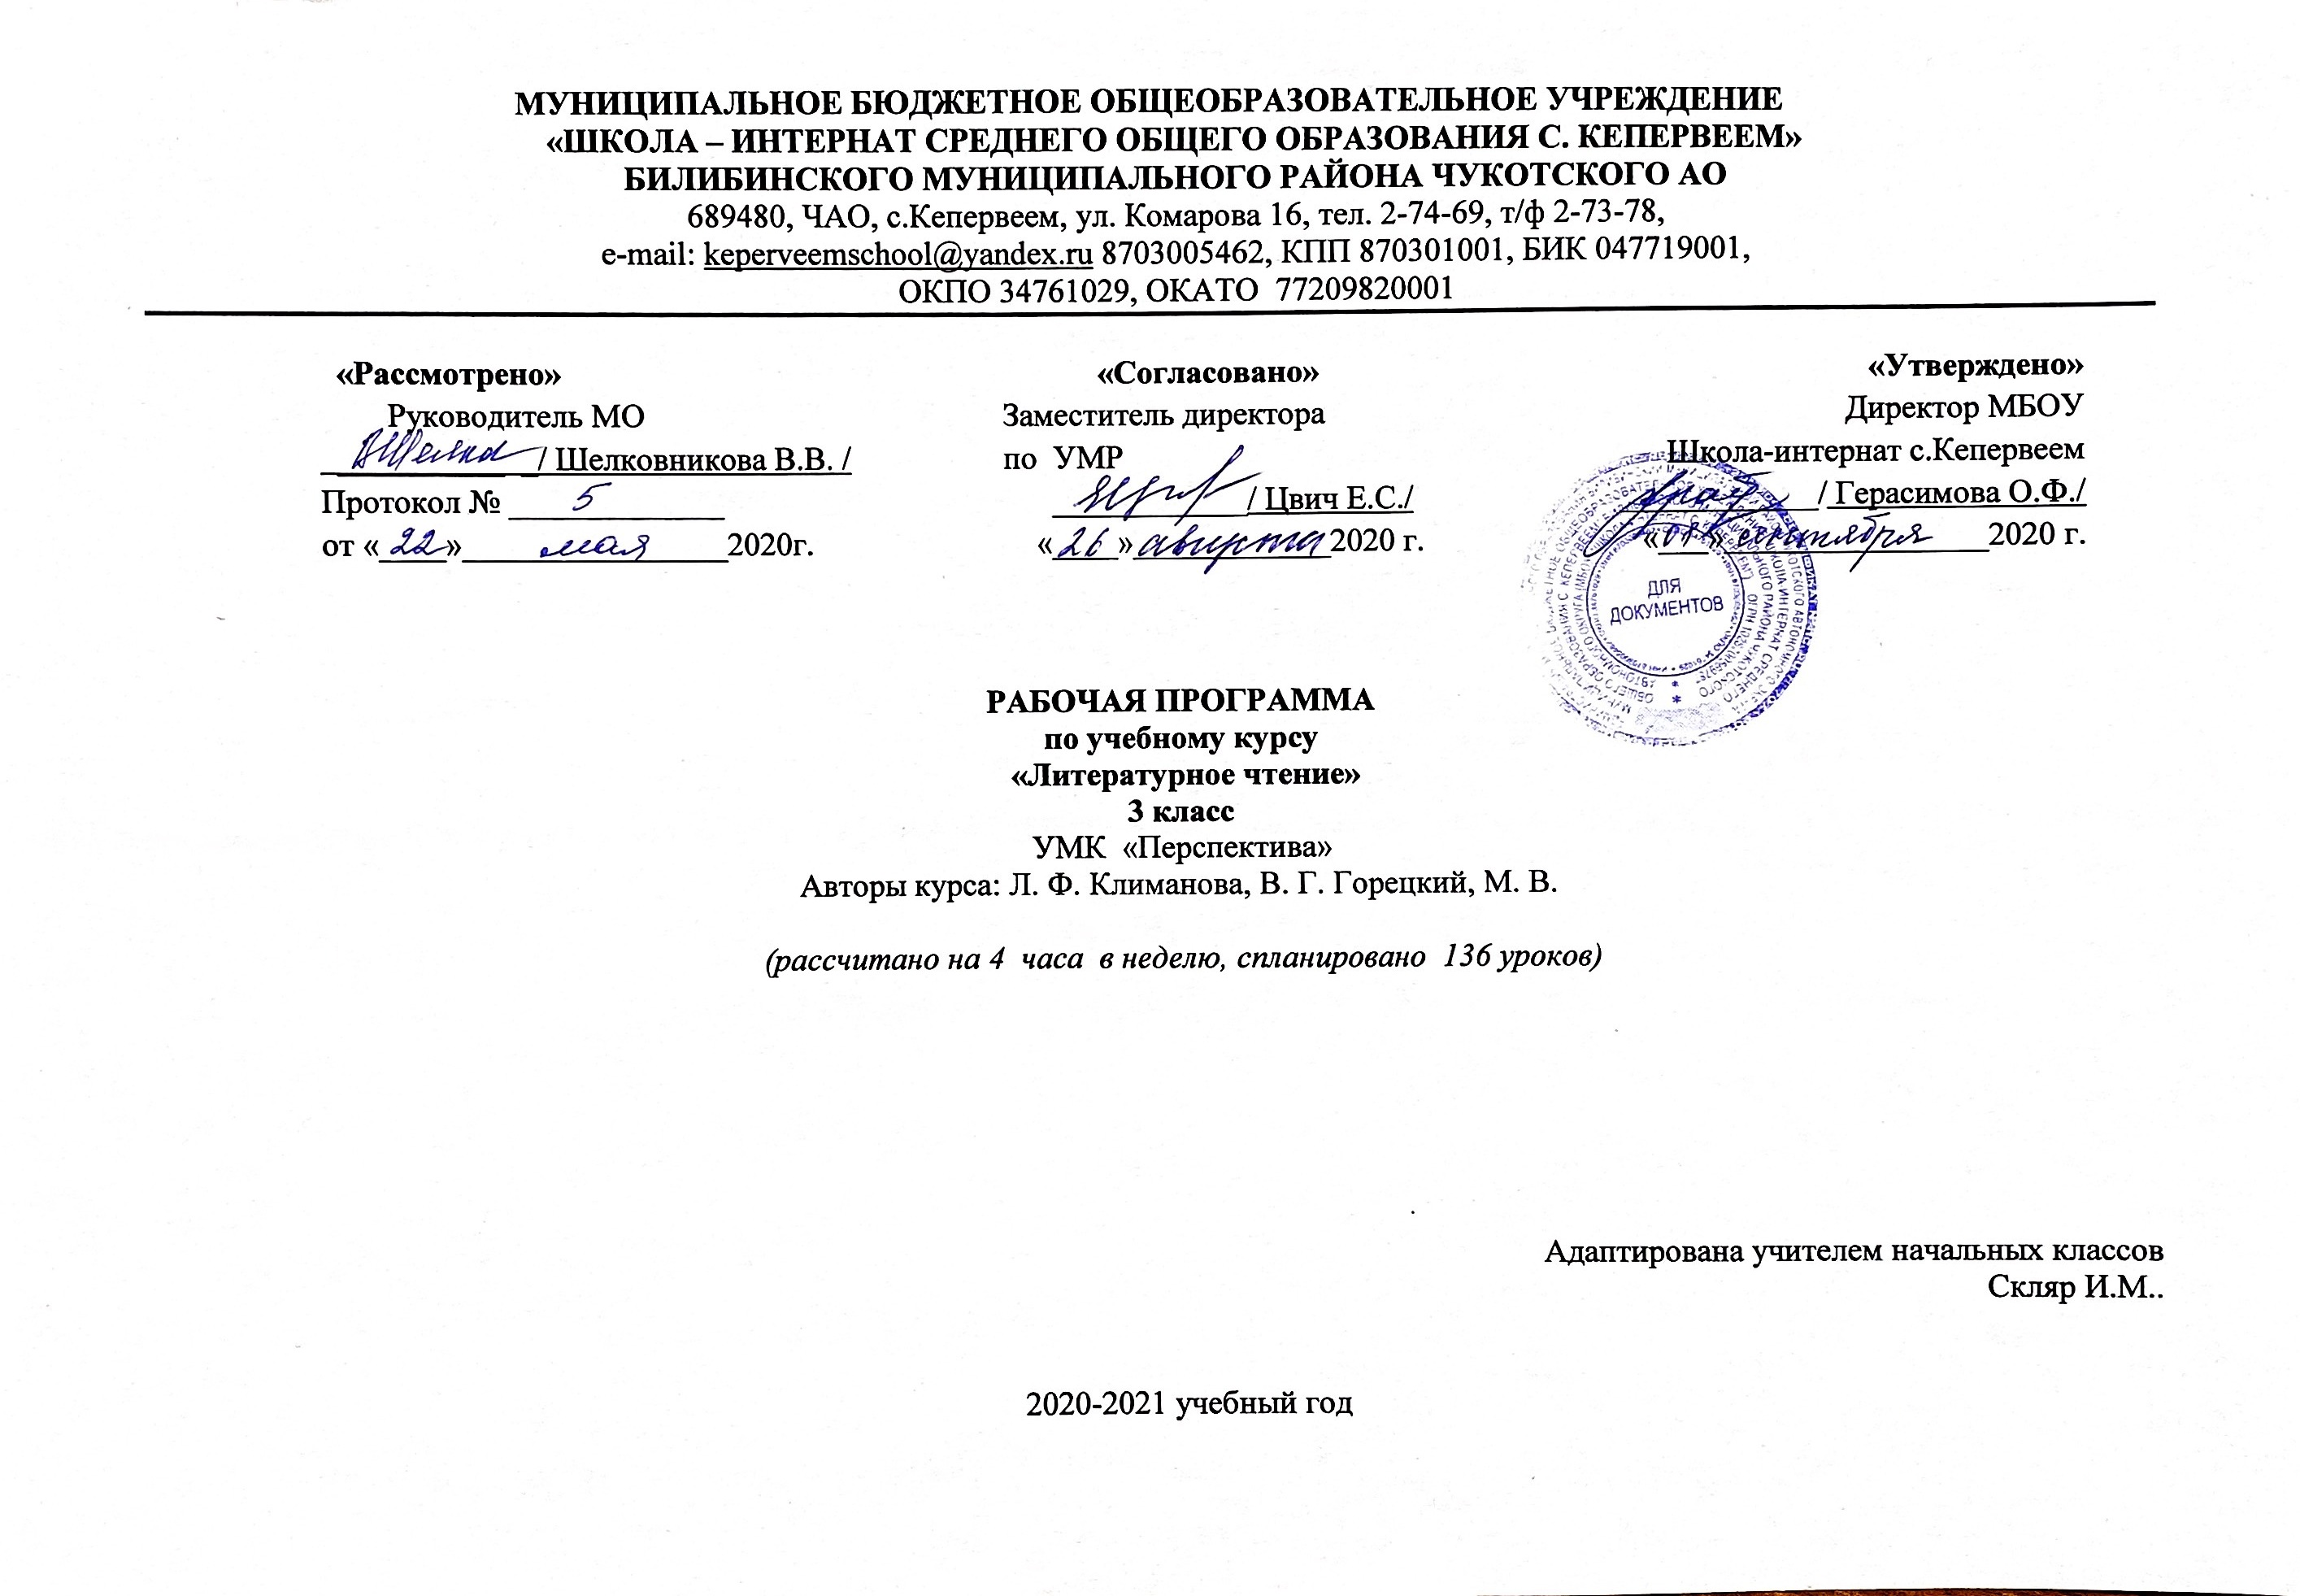 МУНИЦИПАЛЬНОЕ БЮДЖЕТНОЕ ОБЩЕОБРАЗОВАТЕЛЬНОЕ УЧРЕЖДЕНИЕ
«ШКОЛА – ИНТЕРНАТ СРЕДНЕГО ОБЩЕГО ОБРАЗОВАНИЯ С. КЕПЕРВЕЕМ»
БИЛИБИНСКОГО МУНИЦИПАЛЬНОГО РАЙОНА ЧУКОТСКОГО АО
689480, ЧАО, с.Кепервеем, ул. Комарова 16, тел. 2-74-69, т/ф 2-73-78,
e-mail: keperveemschool@yandex.ru 8703005462, КПП 870301001, БИК 047719001,
ОКПО 34761029, ОКАТО 77209820001
«Рассмотрено»
Руководитель МО
/ Шелковникова В.В. /
Протокол № 5
от «22» мая 2020г.
«Согласовано»
Заместитель директора
по УМР
/ Цвич Е.С./
«26» августа 2020 г.
«Утверждено»
Директор МБОУ
Школа-интернат с.Кепервеем
/ Герасимова О.Ф./
«01» сентября 2020 г.
ДЛЯ
ДОКУМЕНТОВ
РАБОЧАЯ ПРОГРАММА
по учебному курсу
«Литературное чтение»
3 класс
УМК «Перспектива»
Авторы курса: Л. Ф. Климанова, В. Г. Горецкий, М. В.
(рассчитано на 4 часа в неделю, спланировано 136 уроков)
Адаптирована учителем начальных классов
Скляр И.М..
2020-2021 учебный год